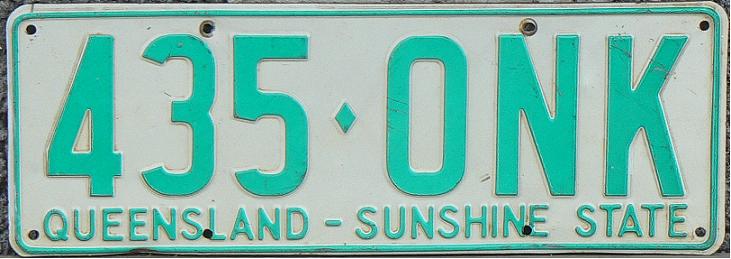 435♦ONK
QUEENSLAND - SUNSHINE STATE